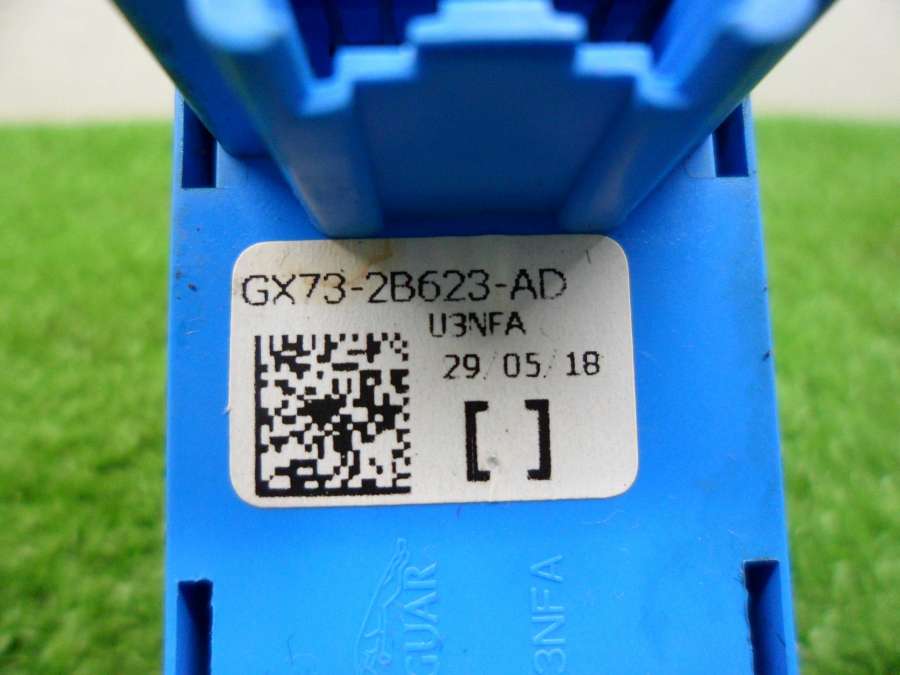 GX73-2B623-AD
U3NFA
29/05/18
[ ]
GUAR
3NFA